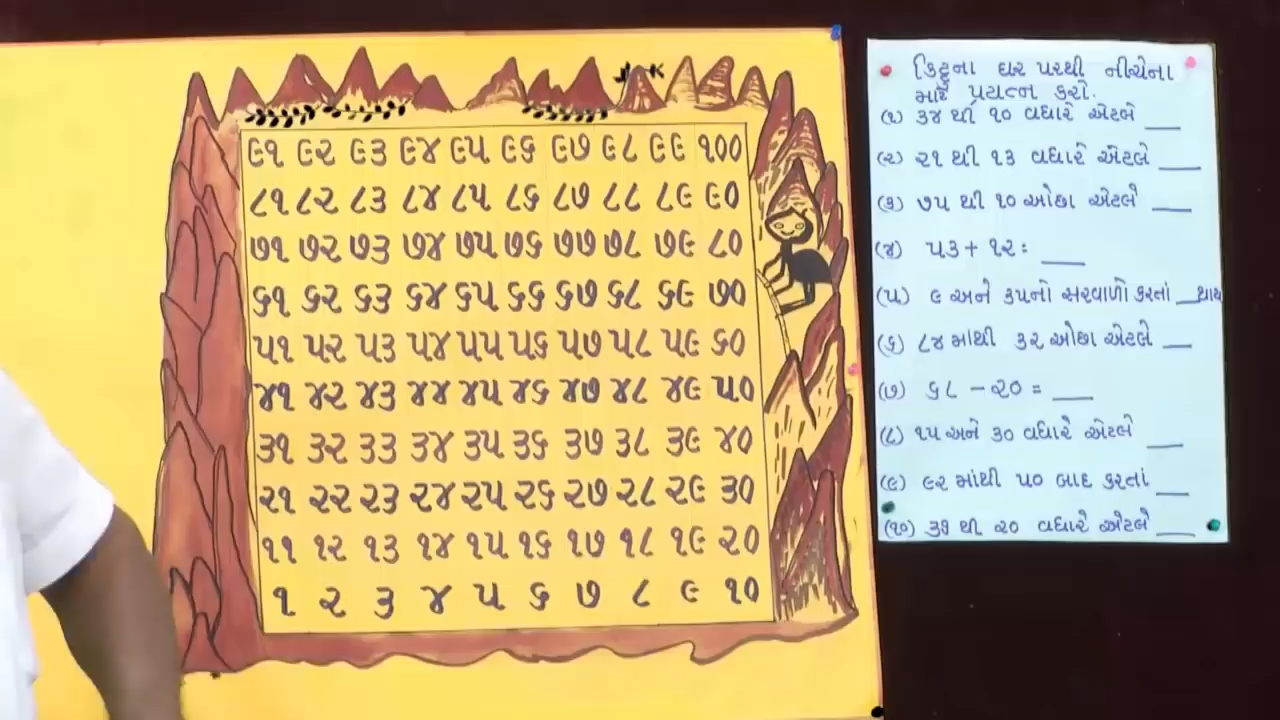 ૯૧ ૯૨ ૯૩ ૯૪ ૯૫ ૯૬ ૯૭ ૯૮ ૯૯ ૧૦૦
૮૧ ૮૨ ૮૩ ૮૪ ૮૫ ૮૬ ૮૭ ૮૮ ૮૯ ૯૦
૭૧ ૭૨ ૭૩ ૭૪ ૭૫ ૭૬ ૭૭ ૭૮ ૭૯ ૮૦
૬૧ ૬૨ ૬૩ ૬૪ ૬૫ ૬૬ ૬૭ ૬૮ ૬૯ ૭૦
૫૧ ૫૨ ૫૩ ૫૪ ૫૫ ૫૬ ૫૭ ૫૮ ૫૯ ૬૦
૪૧ ૪૨ ૪૩ ૪૪ ૪૫ ૪૬ ૪૭ ૪૮ ૪૯ ૫૦
૩૧ ૩૨ ૩૩ ૩૪ ૩૫ ૩૬ ૩૭ ૩૮ ૩૯ ૪૦
૨૧ ૨૨ ૨૩ ૨૪ ૨૫ ૨૬ ૨૭ ૨૮ ૨૯ ૩૦
૧૧ ૧૨ ૧૩ ૧૪ ૧૫ ૧૬ ૧૭ ૧૮ ૧૯ ૨૦
૧ ૨ ૩ ૪ ૫ ૬ ૭ ૮ ૯ ૧૦
કિટ્ટુના ઘર પરથી નીચેના
માટે પ્રયત્ન કરો.
(૧) ૩૪ થી ૧૦ વધારે એટલે ___
(૨) ૨૧ થી ૧૩ વધારે એટલે ___
(૩) ૭૫ થી ૧૦ ઓછા એટલે ___
(૪) ૫૩ + ૧૨ = ___
(૫) ૯ અને ૩૫નો સરવાળો કરતાં ___ થાય
(૬) ૮૪ માંથી ૩૨ ઓછા એટલે ___
(૭) ૬૮ - ૨૦ = ___
(૮) ૧૫ અને ૩૦ વધારે એટલે ___
(૯) ૯૨ માંથી ૫૦ બાદ કરતાં ___
(૧૦) થી ૨૦ વધારે એટલે ___